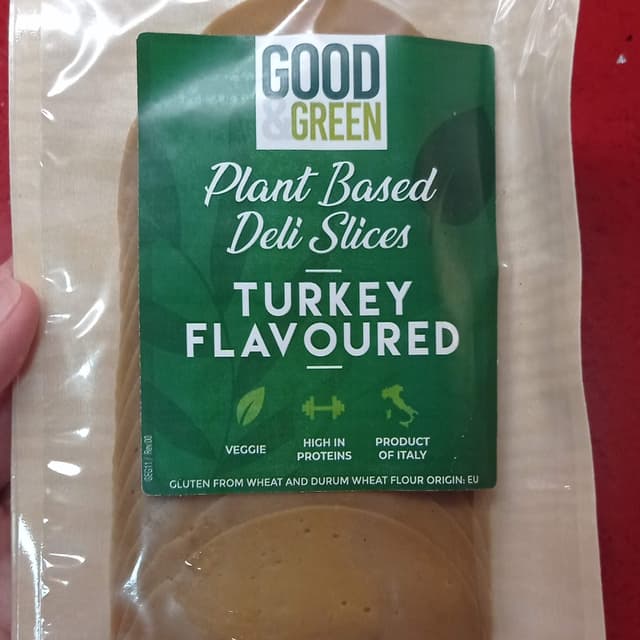 GOOD
& GREEN
Plant Based
Deli Slices
TURKEY
FLAVOURED
VEGGIE
HIGH IN
PROTEINS
PRODUCT
OF ITALY
GLUTEN FROM WHEAT AND DURUM WHEAT FLOUR ORIGIN: EU